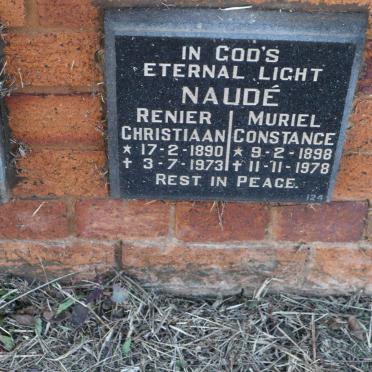 IN GOD'S
ETERNAL LIGHT
NAUDÉ
RENIER MURIEL
CHRISTIAAN CONSTANCE
* 17-2-1890 * 9-2-1898
† 3-7-1973 † 11-11-1978
REST IN PEACE
124